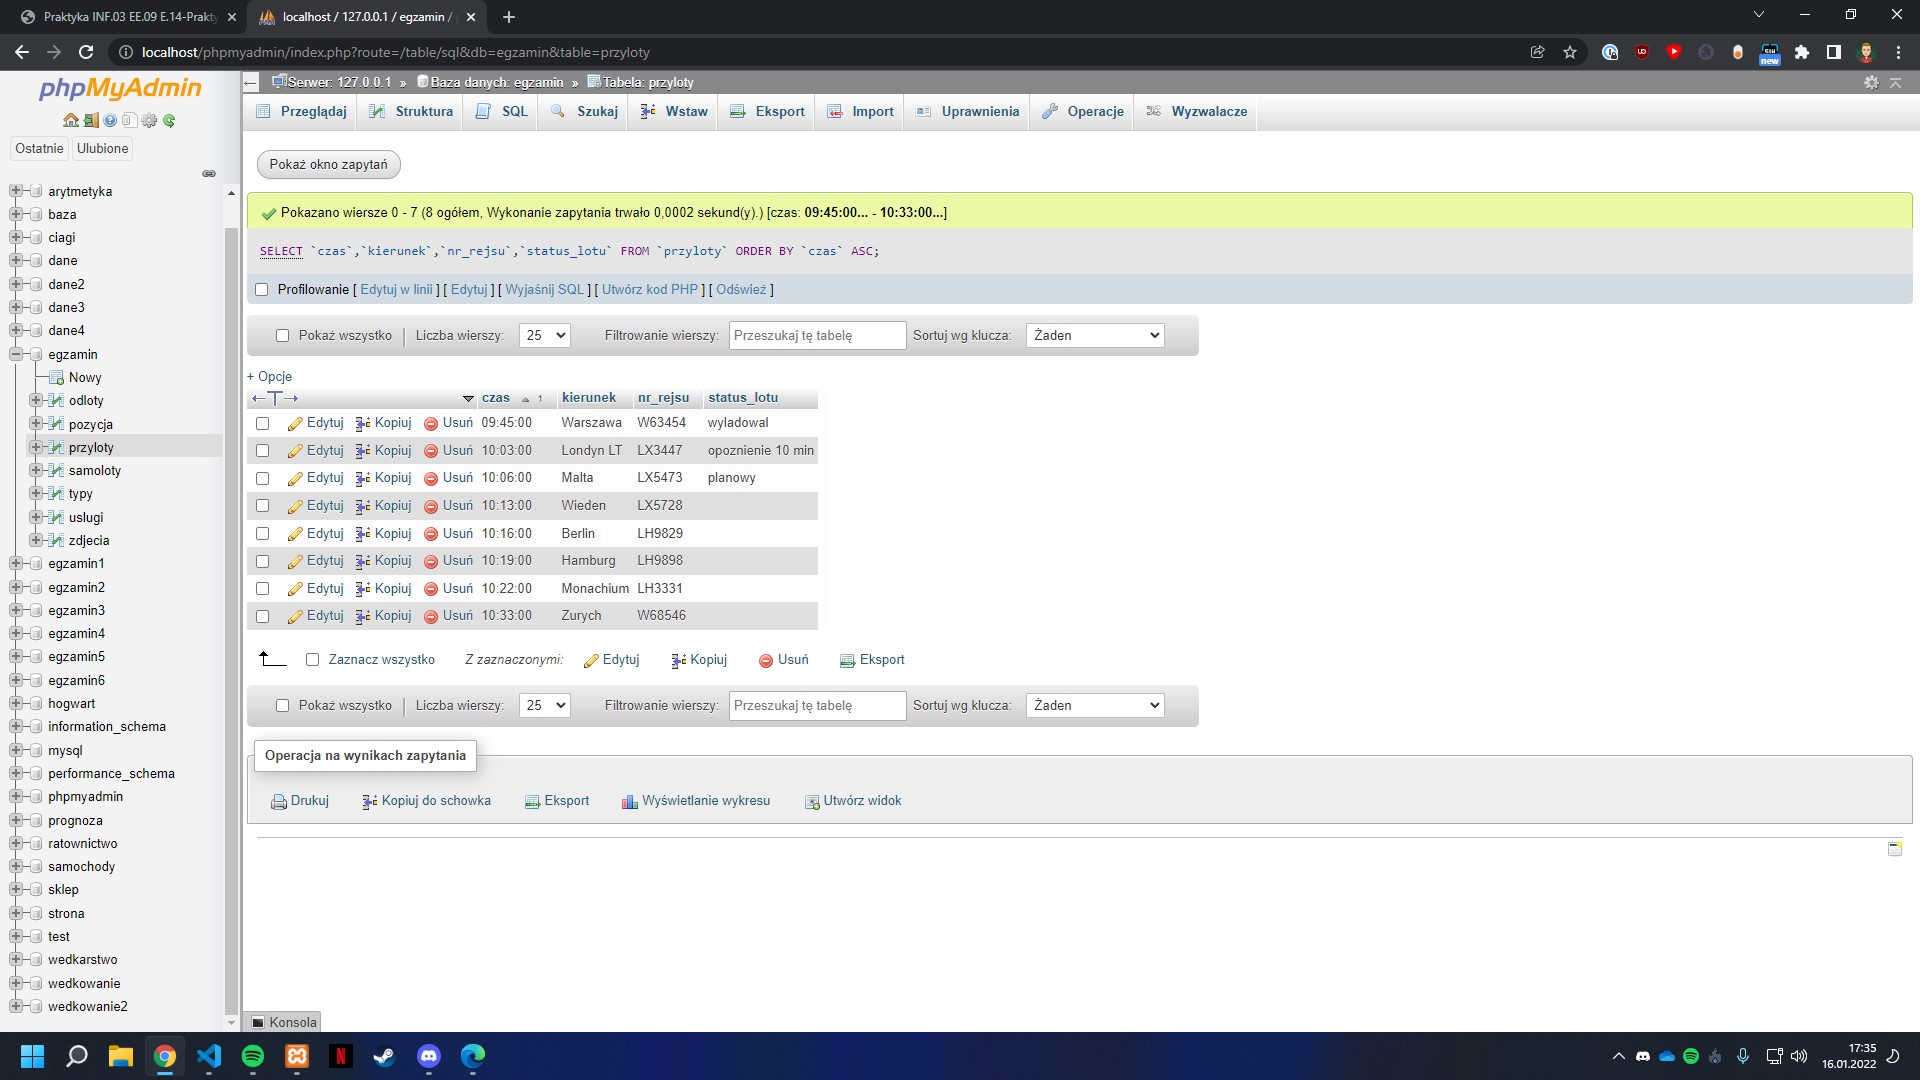 Praktyka INF.03 EE.09 E.14-Prakty
localhost / 127.0.0.1 / egzamin /
localhost/phpmyadmin/index.php?route=/table/sql&db=egzamin&table=przyloty
new
phpMyAdmin
Ostatnie Ulubione
arytmetyka
baza
ciagi
dane
dane2
dane3
dane4
egzamin
Nowy
odloty
pozycja
przyloty
samoloty
typy
uslugi
zdjecia
egzamin1
egzamin2
egzamin3
egzamin4
egzamin5
egzamin6
hogwart
information_schema
mysql
performance_schema
phpmyadmin
prognoza
ratownictwo
samochody
sklep
strona
test
wedkarstwo
wedkowanie
wedkowanie2
Serwer: 127.0.0.1 » Baza danych: egzamin » Tabela: przyloty
Przeglądaj Struktura SQL Szukaj Wstaw Eksport Import Uprawnienia Operacje Wyzwalacze
Pokaż okno zapytań
Pokazano wiersze 0 - 7 (8 ogółem, Wykonanie zapytania trwało 0,0002 sekund(y).) [czas: 09:45:00... - 10:33:00...]
SELECT `czas`,`kierunek`,`nr_rejsu`,`status_lotu` FROM `przyloty` ORDER BY `czas` ASC;
Profilowanie [ Edytuj w linii ] [ Edytuj ] [ Wyjaśnij SQL ] [ Utwórz kod PHP ] [ Odśwież ]
Pokaż wszystko | Liczba wierszy: 25 Filtrowanie wierszy: Przeszukaj tę tabelę Sortuj wg klucza: Żaden
+ Opcje
←T→ czas 1 kierunek nr_rejsu status_lotu
Edytuj Kopiuj Usuń 09:45:00 Warszawa W63454 wyladowal
Edytuj Kopiuj Usuń 10:03:00 Londyn LT LX3447 opoznienie 10 min
Edytuj Kopiuj Usuń 10:06:00 Malta LX5473 planowy
Edytuj Kopiuj Usuń 10:13:00 Wieden LX5728
Edytuj Kopiuj Usuń 10:16:00 Berlin LH9829
Edytuj Kopiuj Usuń 10:19:00 Hamburg LH9898
Edytuj Kopiuj Usuń 10:22:00 Monachium LH3331
Edytuj Kopiuj Usuń 10:33:00 Zurych W68546
Zaznacz wszystko Z zaznaczonymi: Edytuj Kopiuj Usuń Eksport
Pokaż wszystko | Liczba wierszy: 25 Filtrowanie wierszy: Przeszukaj tę tabelę Sortuj wg klucza: Żaden
Operacja na wynikach zapytania
Drukuj Kopiuj do schowka Eksport Wyświetlanie wykresu Utwórz widok
Konsola
17:35
16.01.2022